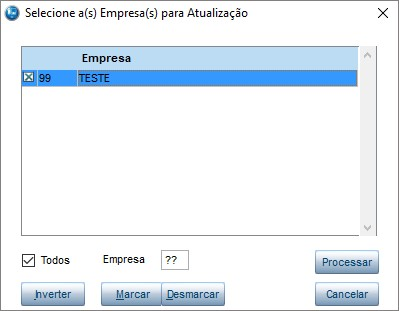 Selecione a(s) Empresa(s) para Atualização
Empresa
99 TESTE
Todos Empresa ?? Processar
Inverter Marcar Desmarcar Cancelar